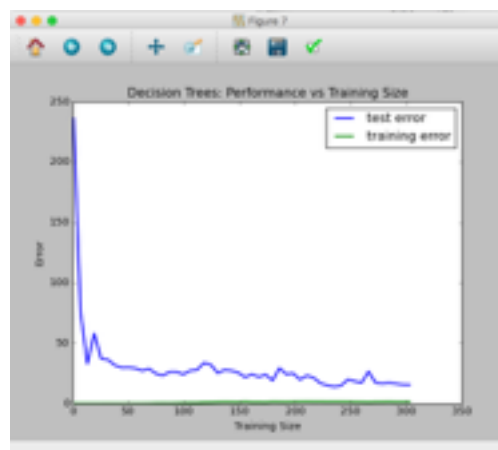 Figure 7
Decision Trees: Performance vs Training Size
250
200
150
100
50
0
Error
test error
training error
0 50 100 150 200 250 300 350
Training Size